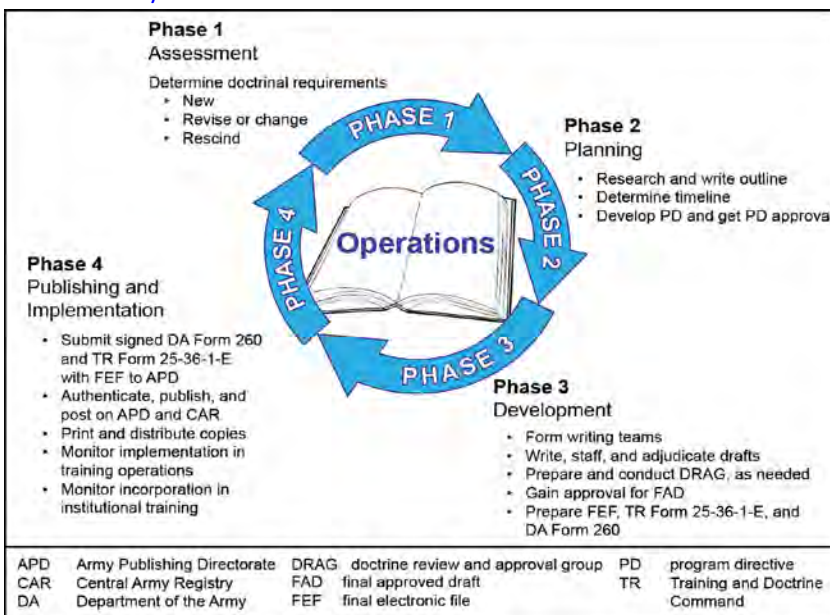 Phase 1
Assessment
Determine doctrinal requirements
• New
• Revise or change
• Rescind
PHASE 1
Phase 2
Planning
• Research and write outline
• Determine timeline
• Develop PD and get PD approval
PHASE 2
Operations
PHASE 3
Phase 3
Development
• Form writing teams
• Write, staff, and adjudicate drafts
• Prepare and conduct DRAG, as needed
• Gain approval for FAD
• Prepare FEF, TR Form 25-36-1-E, and
DA Form 260
PHASE 4
Phase 4
Publishing and
Implementation
• Submit signed DA Form 260
and TR Form 25-36-1-E
with FEF to APD
• Authenticate, publish, and
post on APD and CAR
• Print and distribute copies
• Monitor implementation in
training operations
• Monitor incorporation in
institutional training
APD Army Publishing Directorate DRAG doctrine review and approval group PD program directive
CAR Central Army Registry FAD final approved draft TR Training and Doctrine
DA Department of the Army FEF final electronic file Command